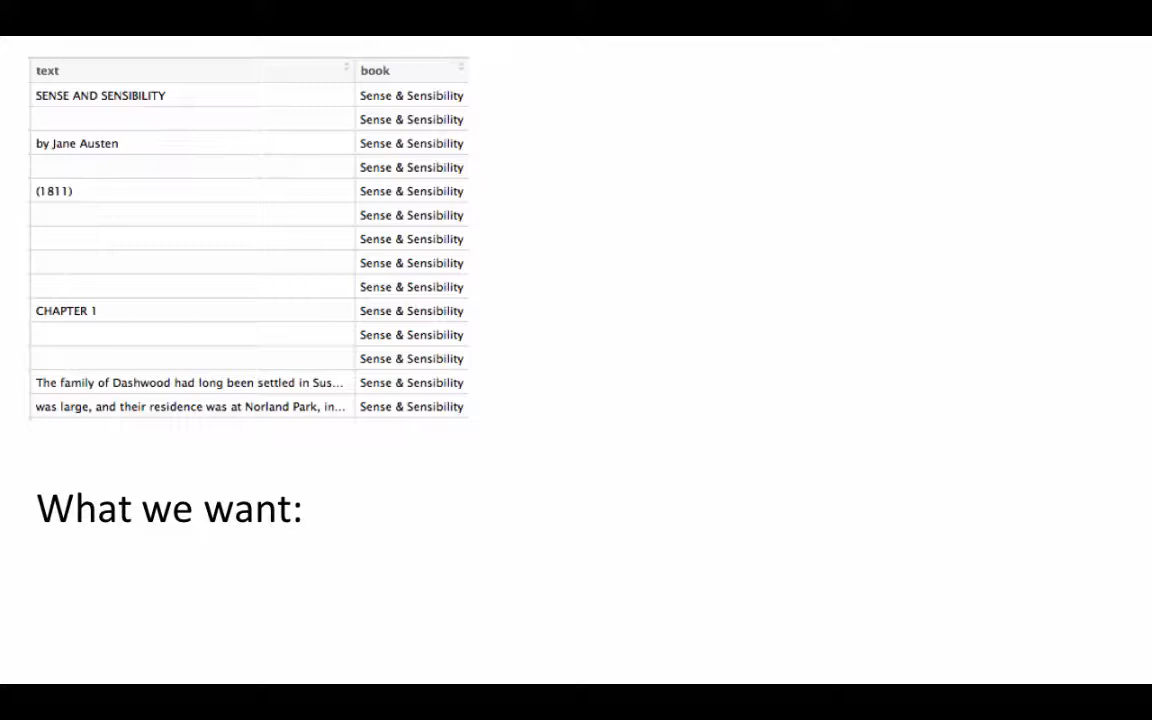 text book
SENSE AND SENSIBILITY Sense & Sensibility
Sense & Sensibility
by Jane Austen Sense & Sensibility
Sense & Sensibility
(1811) Sense & Sensibility
Sense & Sensibility
Sense & Sensibility
Sense & Sensibility
Sense & Sensibility
CHAPTER 1 Sense & Sensibility
Sense & Sensibility
Sense & Sensibility
The family of Dashwood had long been settled in Sus... Sense & Sensibility
was large, and their residence was at Norland Park, in... Sense & Sensibility
What we want: